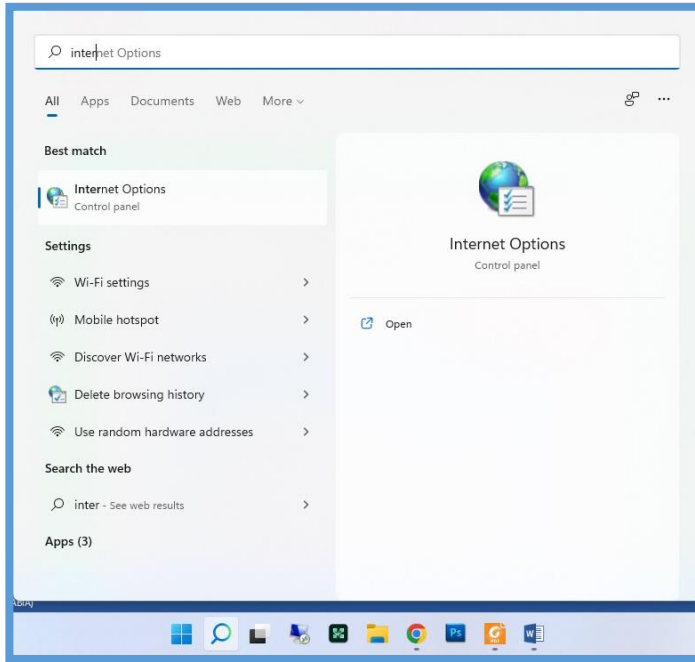 internet Options
All Apps Documents Web More
Best match
Internet Options
Control panel
Settings
Wi-Fi settings
Mobile hotspot
Discover Wi-Fi networks
Delete browsing history
Use random hardware addresses
Search the web
inter - See web results
Apps (3)
Internet Options
Control panel
Open
Ps
W